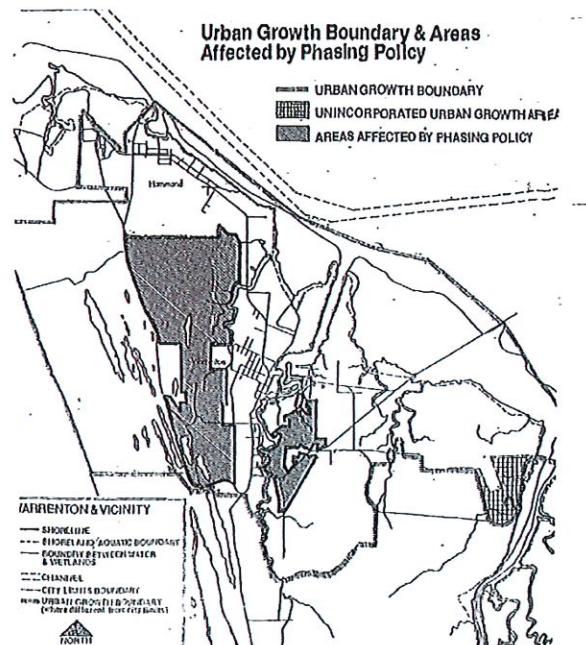 Urban Growth Boundary & Areas
Affected by Phasing Policy
URBAN GROWTH BOUNDARY
UNINCORPORATED URBAN GROWTH AREA
AREAS AFFECTED BY PHASING POLICY
Hammond
WARRENTON & VICINITY
SHORELINE
SHORELAND/AQUATIC BOUNDARY
BOUNDRY BETWEEN WATER
& WETLANDS
CHANNEL
CITY LIMITS BOUNDARY
URBAN GROWTH BOUNDARY
(where different from city limits)
NORTH